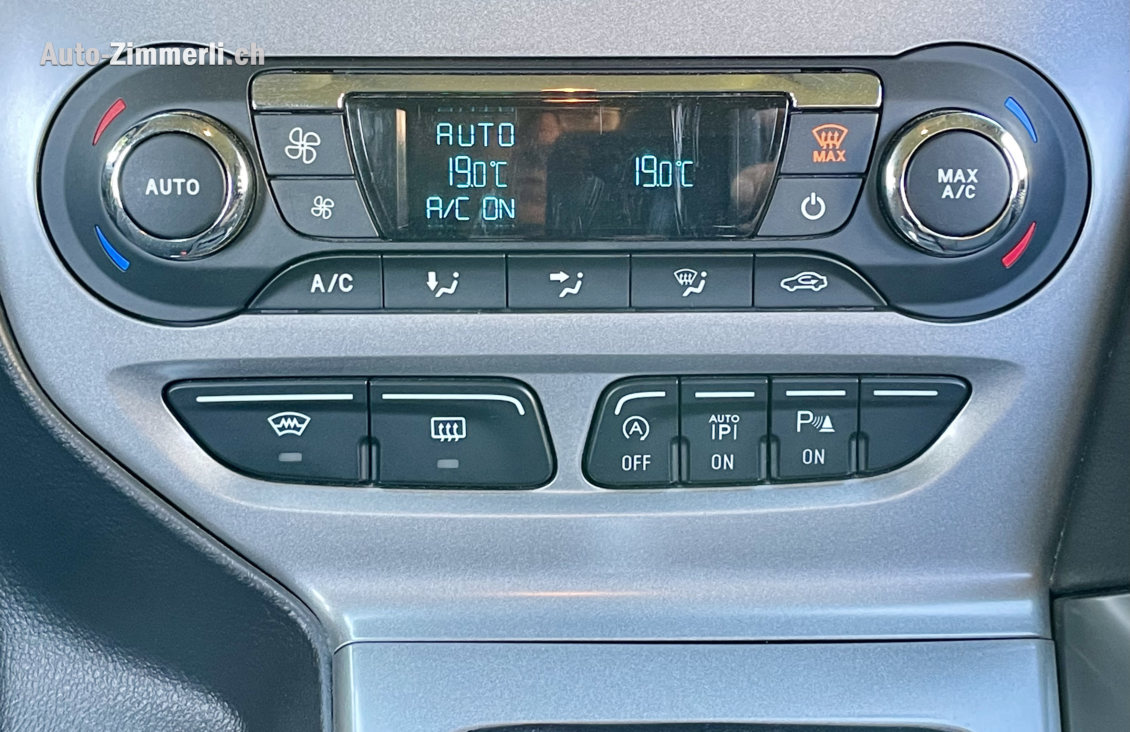 Auto-Zimmerli.ch
AUTO
AUTO
19.0°C
19.0°C
A/C ON
MAX
MAX
A/C
A/C
A
OFF
AUTO
P
ON
P
ON